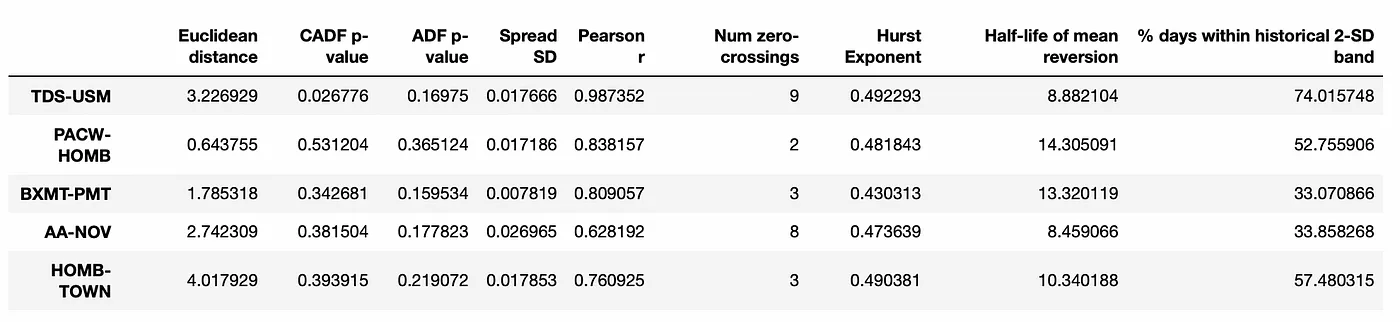 Euclidean distance CADF p-value ADF p-value Spread SD Pearson r Num zero-crossings Hurst Exponent Half-life of mean reversion % days within historical 2-SD band
TDS-USM 3.226929 0.026776 0.16975 0.017666 0.987352 9 0.492293 8.882104 74.015748
PACW-HOMB 0.643755 0.531204 0.365124 0.017186 0.838157 2 0.481843 14.305091 52.755906
BXMT-PMT 1.785318 0.342681 0.159534 0.007819 0.809057 3 0.430313 13.320119 33.070866
AA-NOV 2.742309 0.381504 0.177823 0.026965 0.628192 8 0.473639 8.459066 33.858268
HOMB-TOWN 4.017929 0.393915 0.219072 0.017853 0.760925 3 0.490381 10.340188 57.480315